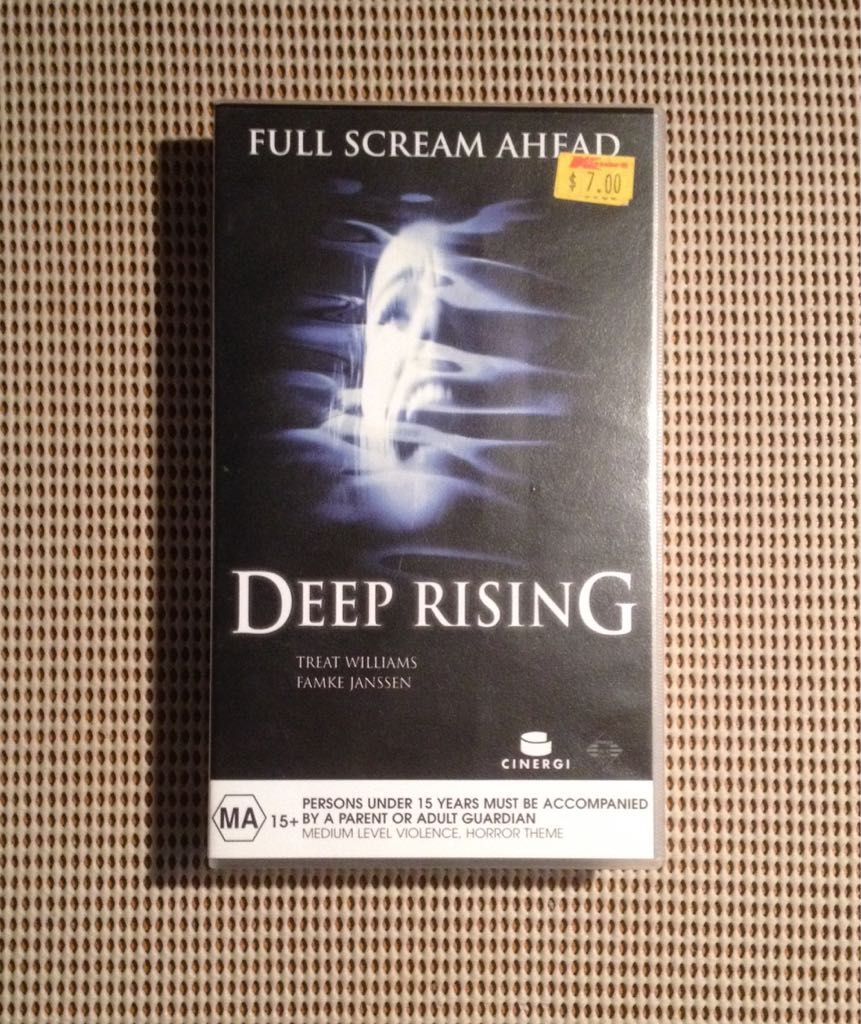 FULL SCREAM AHEAD
$ 7.00
DEEP RISING
TREAT WILLIAMS
FAMKE JANSSEN
CINERGI
MA 15+ PERSONS UNDER 15 YEARS MUST BE ACCOMPANIED
BY A PARENT OR ADULT GUARDIAN
MEDIUM LEVEL VIOLENCE, HORROR THEME